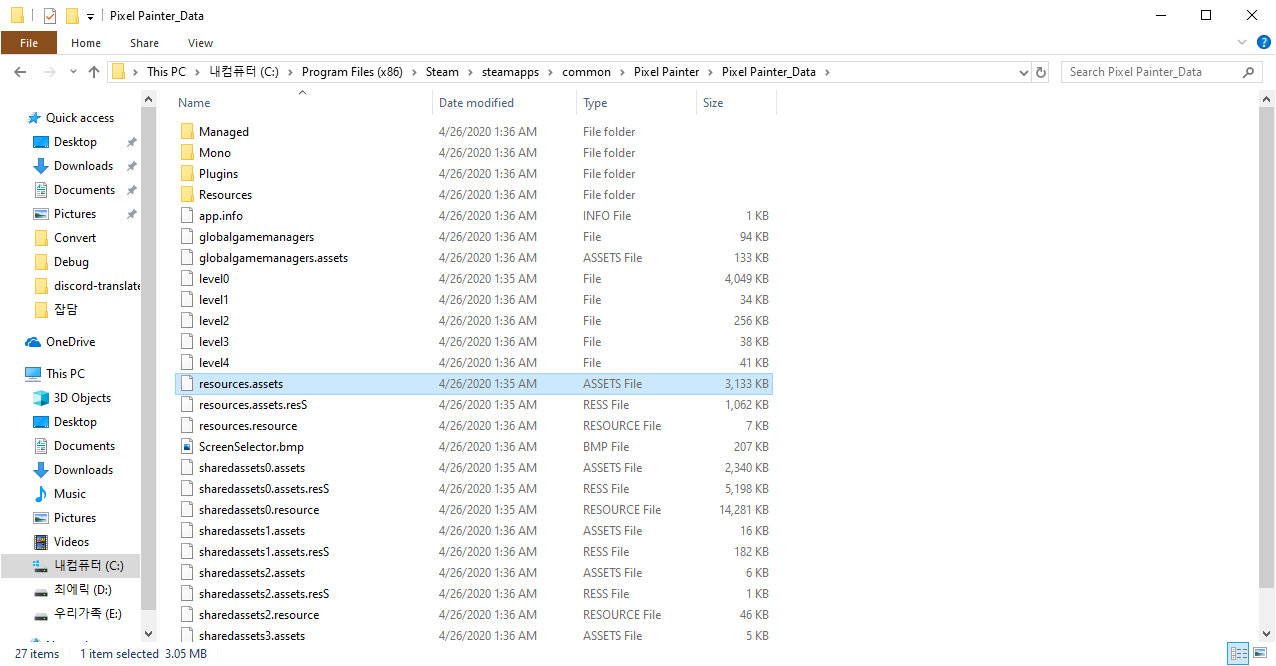 Pixel Painter_Data
File Home Share View
This PC 내컴퓨터 (C:) Program Files (x86) Steam steamapps common Pixel Painter Pixel Painter_Data Search Pixel Painter_Data
Name Date modified Type Size
Quick access
Desktop
Downloads
Documents
Pictures
Convert
Debug
discord-translate
잡담
OneDrive
This PC
3D Objects
Desktop
Documents
Downloads
Music
Pictures
Videos
내컴퓨터 (C:)
최에릭 (D:)
우리가족 (E:)
Managed 4/26/2020 1:36 AM File folder
Mono 4/26/2020 1:36 AM File folder
Plugins 4/26/2020 1:36 AM File folder
Resources 4/26/2020 1:36 AM File folder
app.info 4/26/2020 1:36 AM INFO File 1 KB
globalgamemanagers 4/26/2020 1:36 AM File 94 KB
globalgamemanagers.assets 4/26/2020 1:36 AM ASSETS File 133 KB
level0 4/26/2020 1:35 AM File 4,049 KB
level1 4/26/2020 1:36 AM File 34 KB
level2 4/26/2020 1:36 AM File 256 KB
level3 4/26/2020 1:36 AM File 38 KB
level4 4/26/2020 1:36 AM File 41 KB
resources.assets 4/26/2020 1:35 AM ASSETS File 3,133 KB
resources.assets.resS 4/26/2020 1:35 AM RESS File 1,062 KB
resources.resource 4/26/2020 1:36 AM RESOURCE File 7 KB
ScreenSelector.bmp 4/26/2020 1:36 AM BMP File 207 KB
sharedassets0.assets 4/26/2020 1:35 AM ASSETS File 2,340 KB
sharedassets0.assets.resS 4/26/2020 1:35 AM RESS File 5,198 KB
sharedassets0.resource 4/26/2020 1:36 AM RESOURCE File 14,281 KB
sharedassets1.assets 4/26/2020 1:36 AM ASSETS File 16 KB
sharedassets1.assets.resS 4/26/2020 1:36 AM RESS File 182 KB
sharedassets2.assets 4/26/2020 1:36 AM ASSETS File 6 KB
sharedassets2.assets.resS 4/26/2020 1:36 AM RESS File 1 KB
sharedassets2.resource 4/26/2020 1:36 AM RESOURCE File 46 KB
sharedassets3.assets 4/26/2020 1:36 AM ASSETS File 5 KB
27 items 1 item selected 3.05 MB